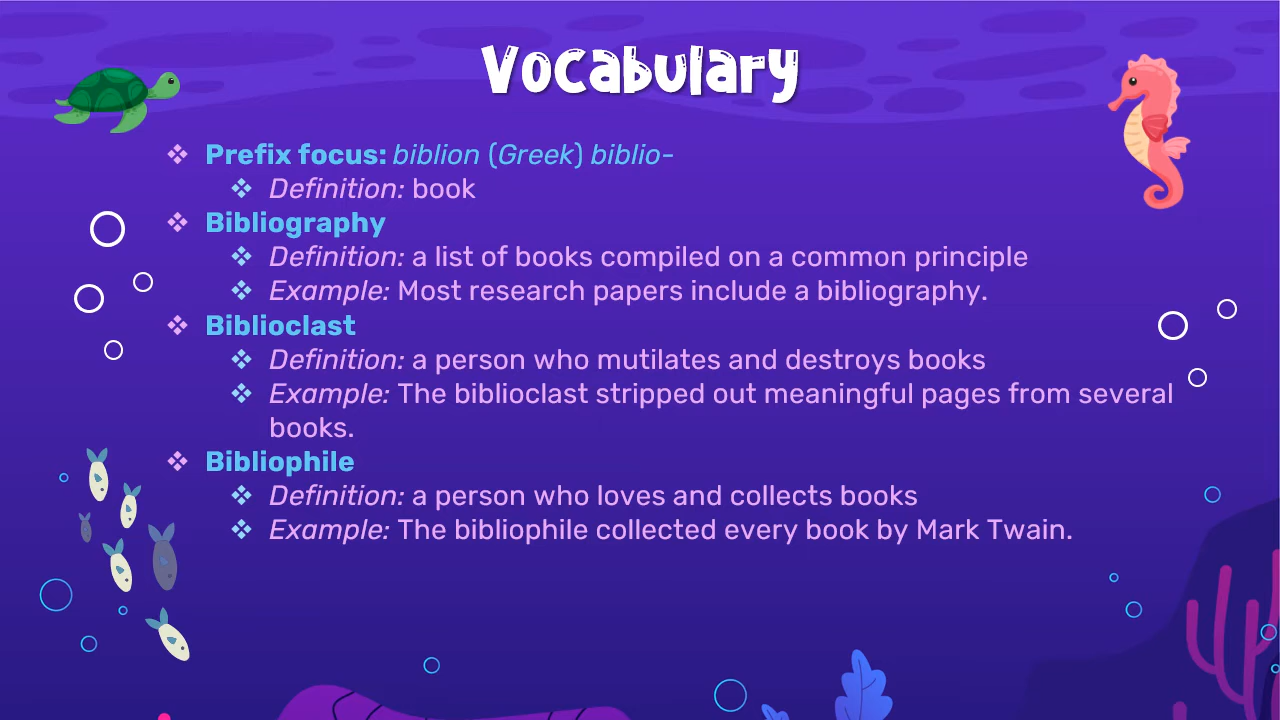 Vocabulary
❖ Prefix focus: biblion (Greek) biblio-
❖ Definition: book
❖ Bibliography
❖ Definition: a list of books compiled on a common principle
❖ Example: Most research papers include a bibliography.
❖ Biblioclast
❖ Definition: a person who mutilates and destroys books
❖ Example: The biblioclast stripped out meaningful pages from several
books.
❖ Bibliophile
❖ Definition: a person who loves and collects books
❖ Example: The bibliophile collected every book by Mark Twain.